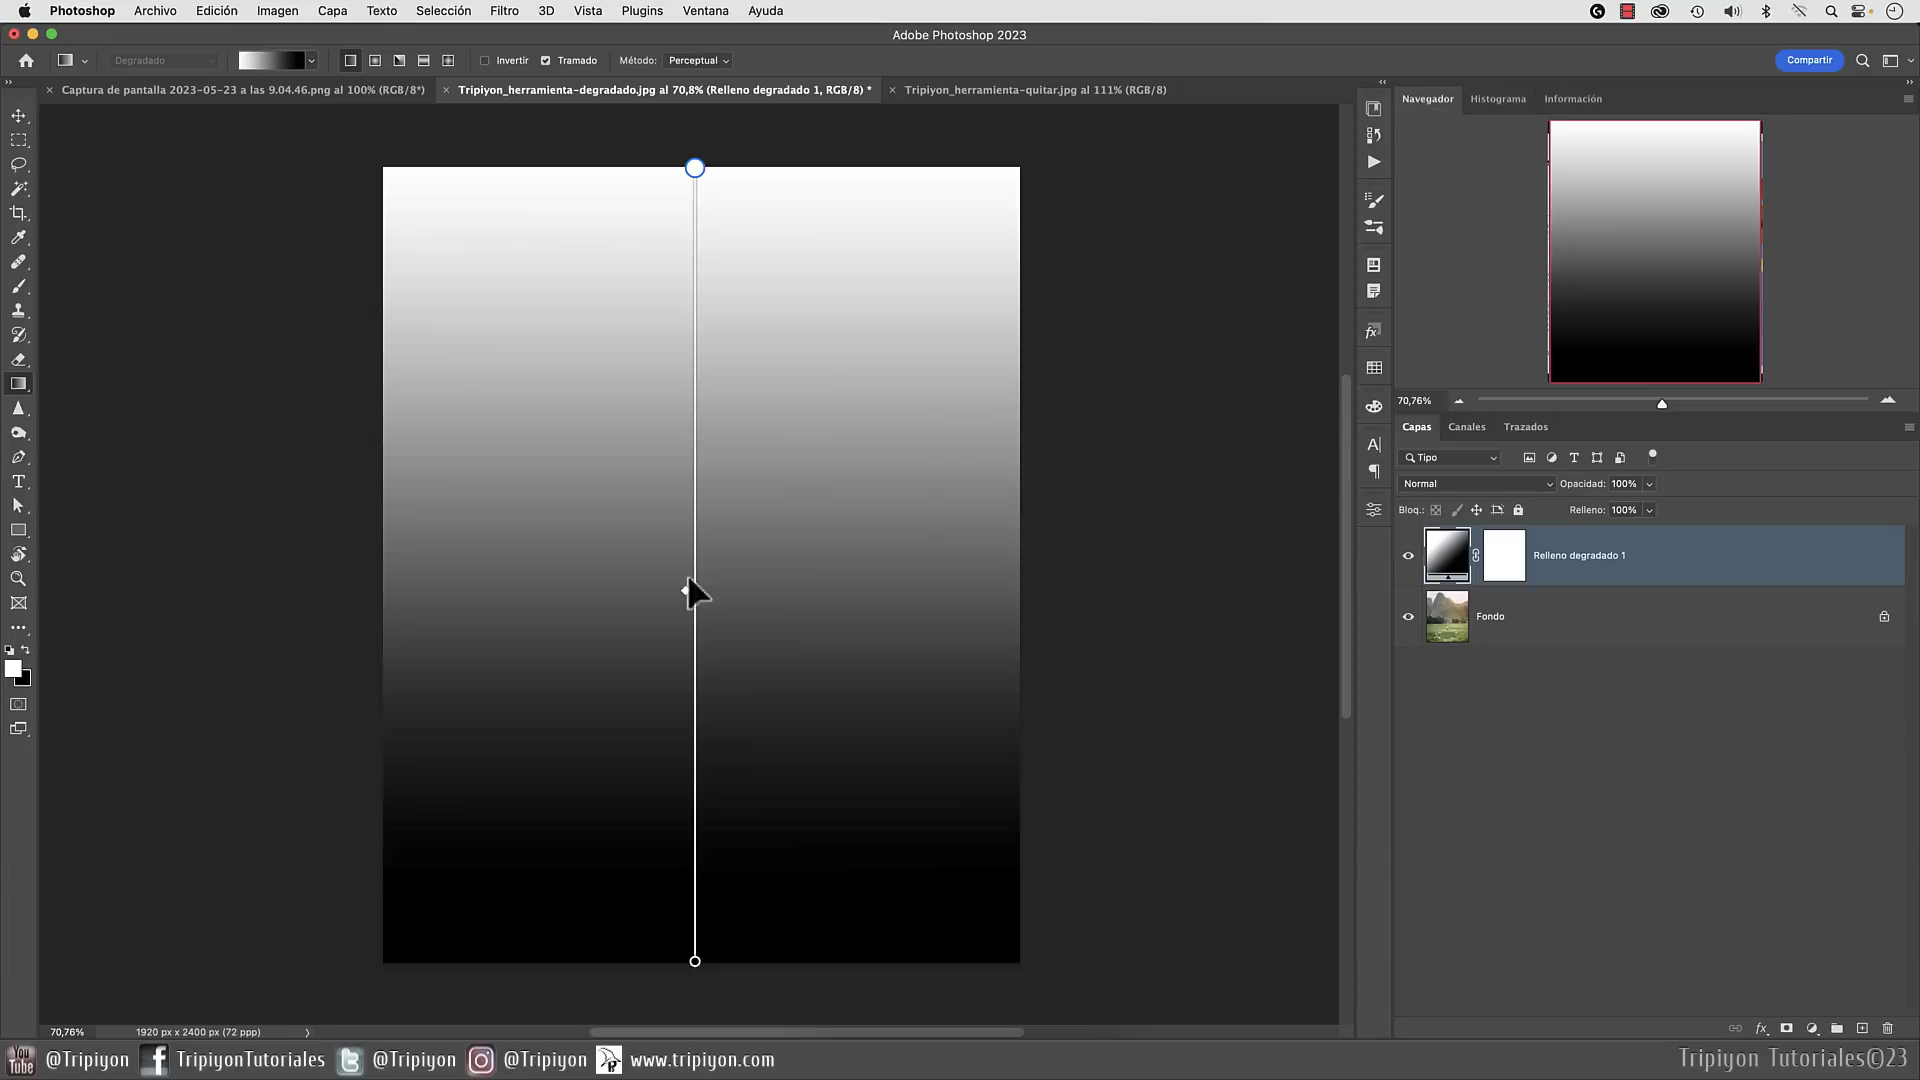 Photoshop Archivo Edición Imagen Capa Texto Selección Filtro 3D Vista Plugins Ventana Ayuda
Adobe Photoshop 2023
Degradado Invertir Tramado Método: Perceptual Compartir
Captura de pantalla 2023-05-23 a las 9.04.46.png al 100% (RGB/8*)
Tripiyon_herramienta-degradado.jpg al 70,8% (Relleno degradado 1, RGB/8) *
Tripiyon_herramienta-quitar.jpg al 111% (RGB/8)
Navegador Histograma Información
70,76%
Capas Canales Trazados
Tipo
Normal Opacidad: 100%
Bloq.: Relleno: 100%
Relleno degradado 1
Fondo
70,76% 1920 px x 2400 px (72 ppp)
You Tube @Tripiyon TripiyonTutoriales @Tripiyon @Tripiyon www.tripiyon.com Tripiyon Tutoriales©23